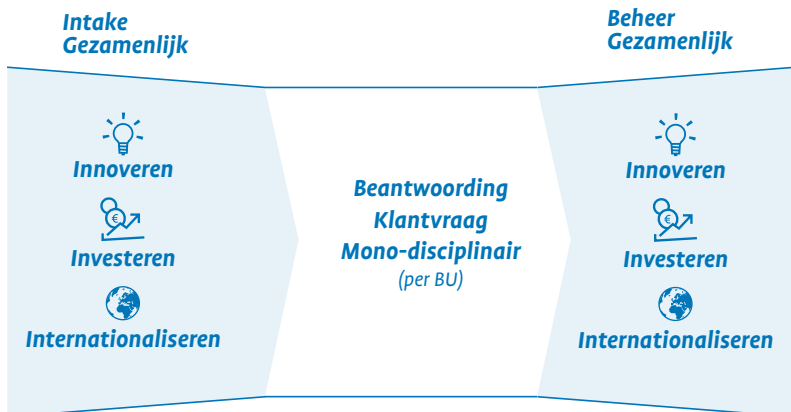 Intake
Gezamenlijk
Innoveren
€
Investeren
Internationaliseren
Beantwoording
Klantvraag
Mono-disciplinair
(per BU)
Beheer
Gezamenlijk
Innoveren
€
Investeren
Internationaliseren